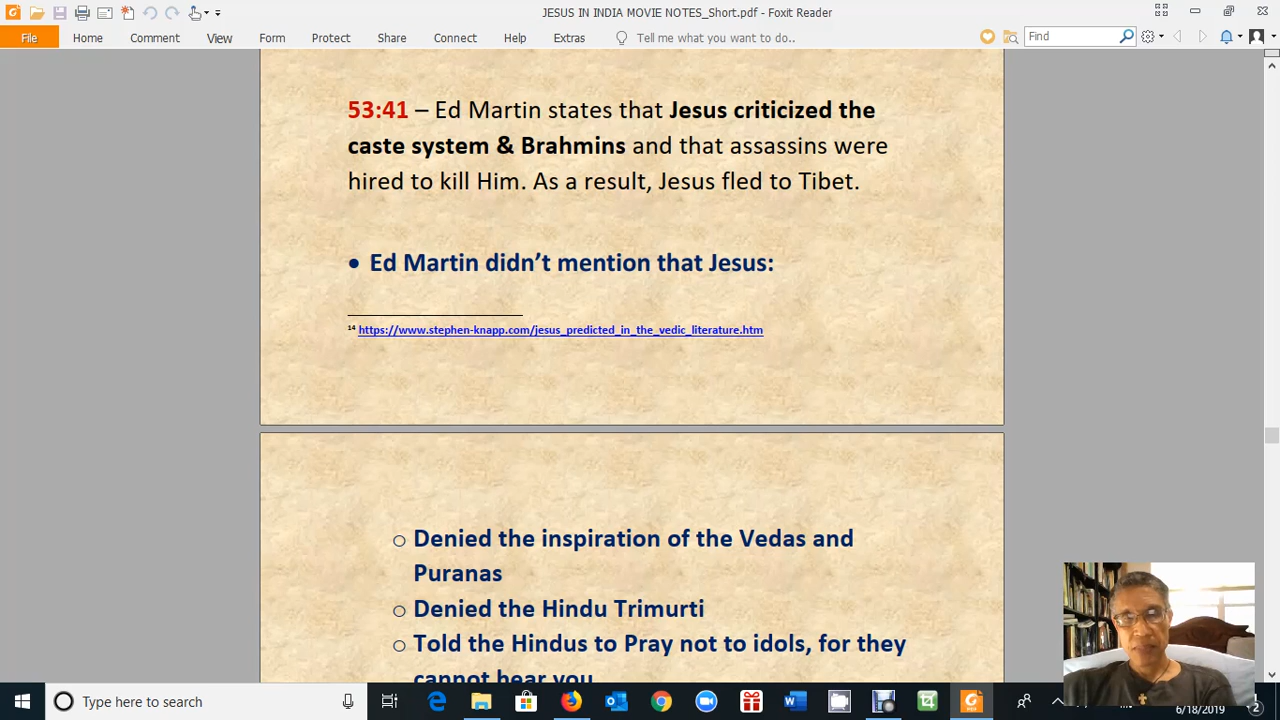 JESUS IN INDIA MOVIE NOTES_Short.pdf - Foxit Reader
File Home Comment View Form Protect Share Connect Help Extras Tell me what you want to do.. Find
53:41 – Ed Martin states that Jesus criticized the
caste system & Brahmins and that assassins were
hired to kill Him. As a result, Jesus fled to Tibet.
• Ed Martin didn’t mention that Jesus:
14 https://www.stephen-knapp.com/jesus_predicted_in_the_vedic_literature.htm
o Denied the inspiration of the Vedas and
Puranas
o Denied the Hindu Trimurti
o Told the Hindus to Pray not to idols, for they
cannot hear you
Type here to search
6/18/2019